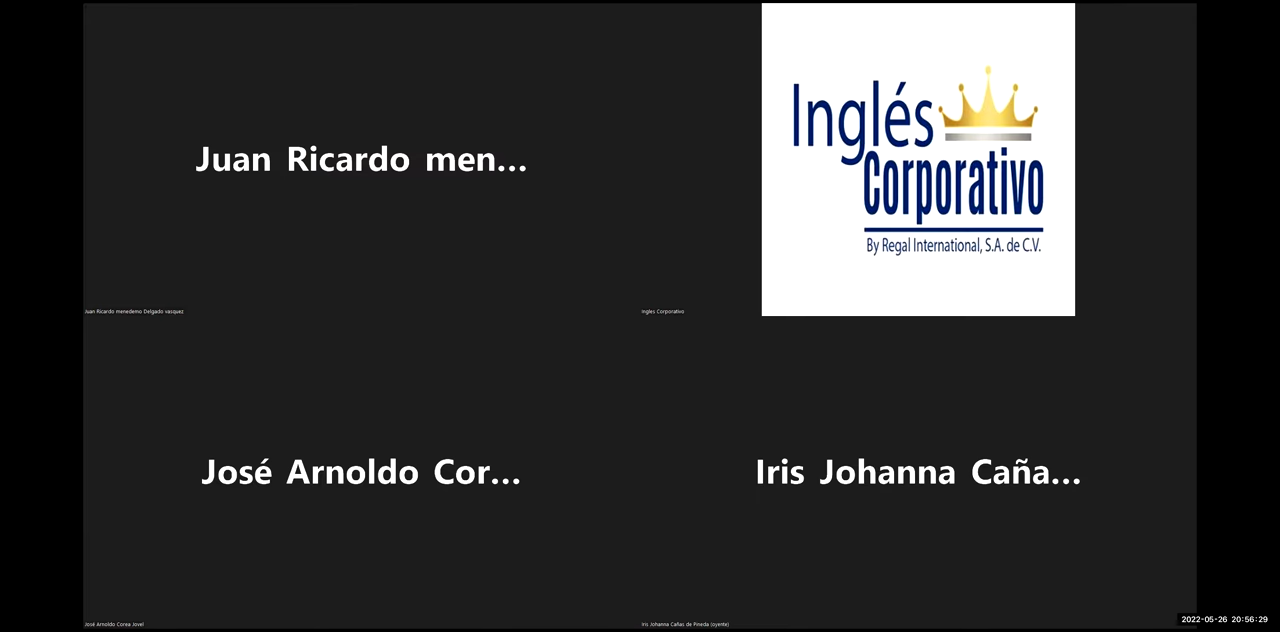 Juan Ricardo men...
Juan Ricardo menedemo Delgado vasquez
Inglés
Corporativo
By Regal International, S.A. de C.V.
Ingles Corporativo
José Arnoldo Cor...
José Arnoldo Corea Jovel
Iris Johanna Caña...
Iris Johanna Cañas de Pineda (oyente)
2022-05-26 20:56:29